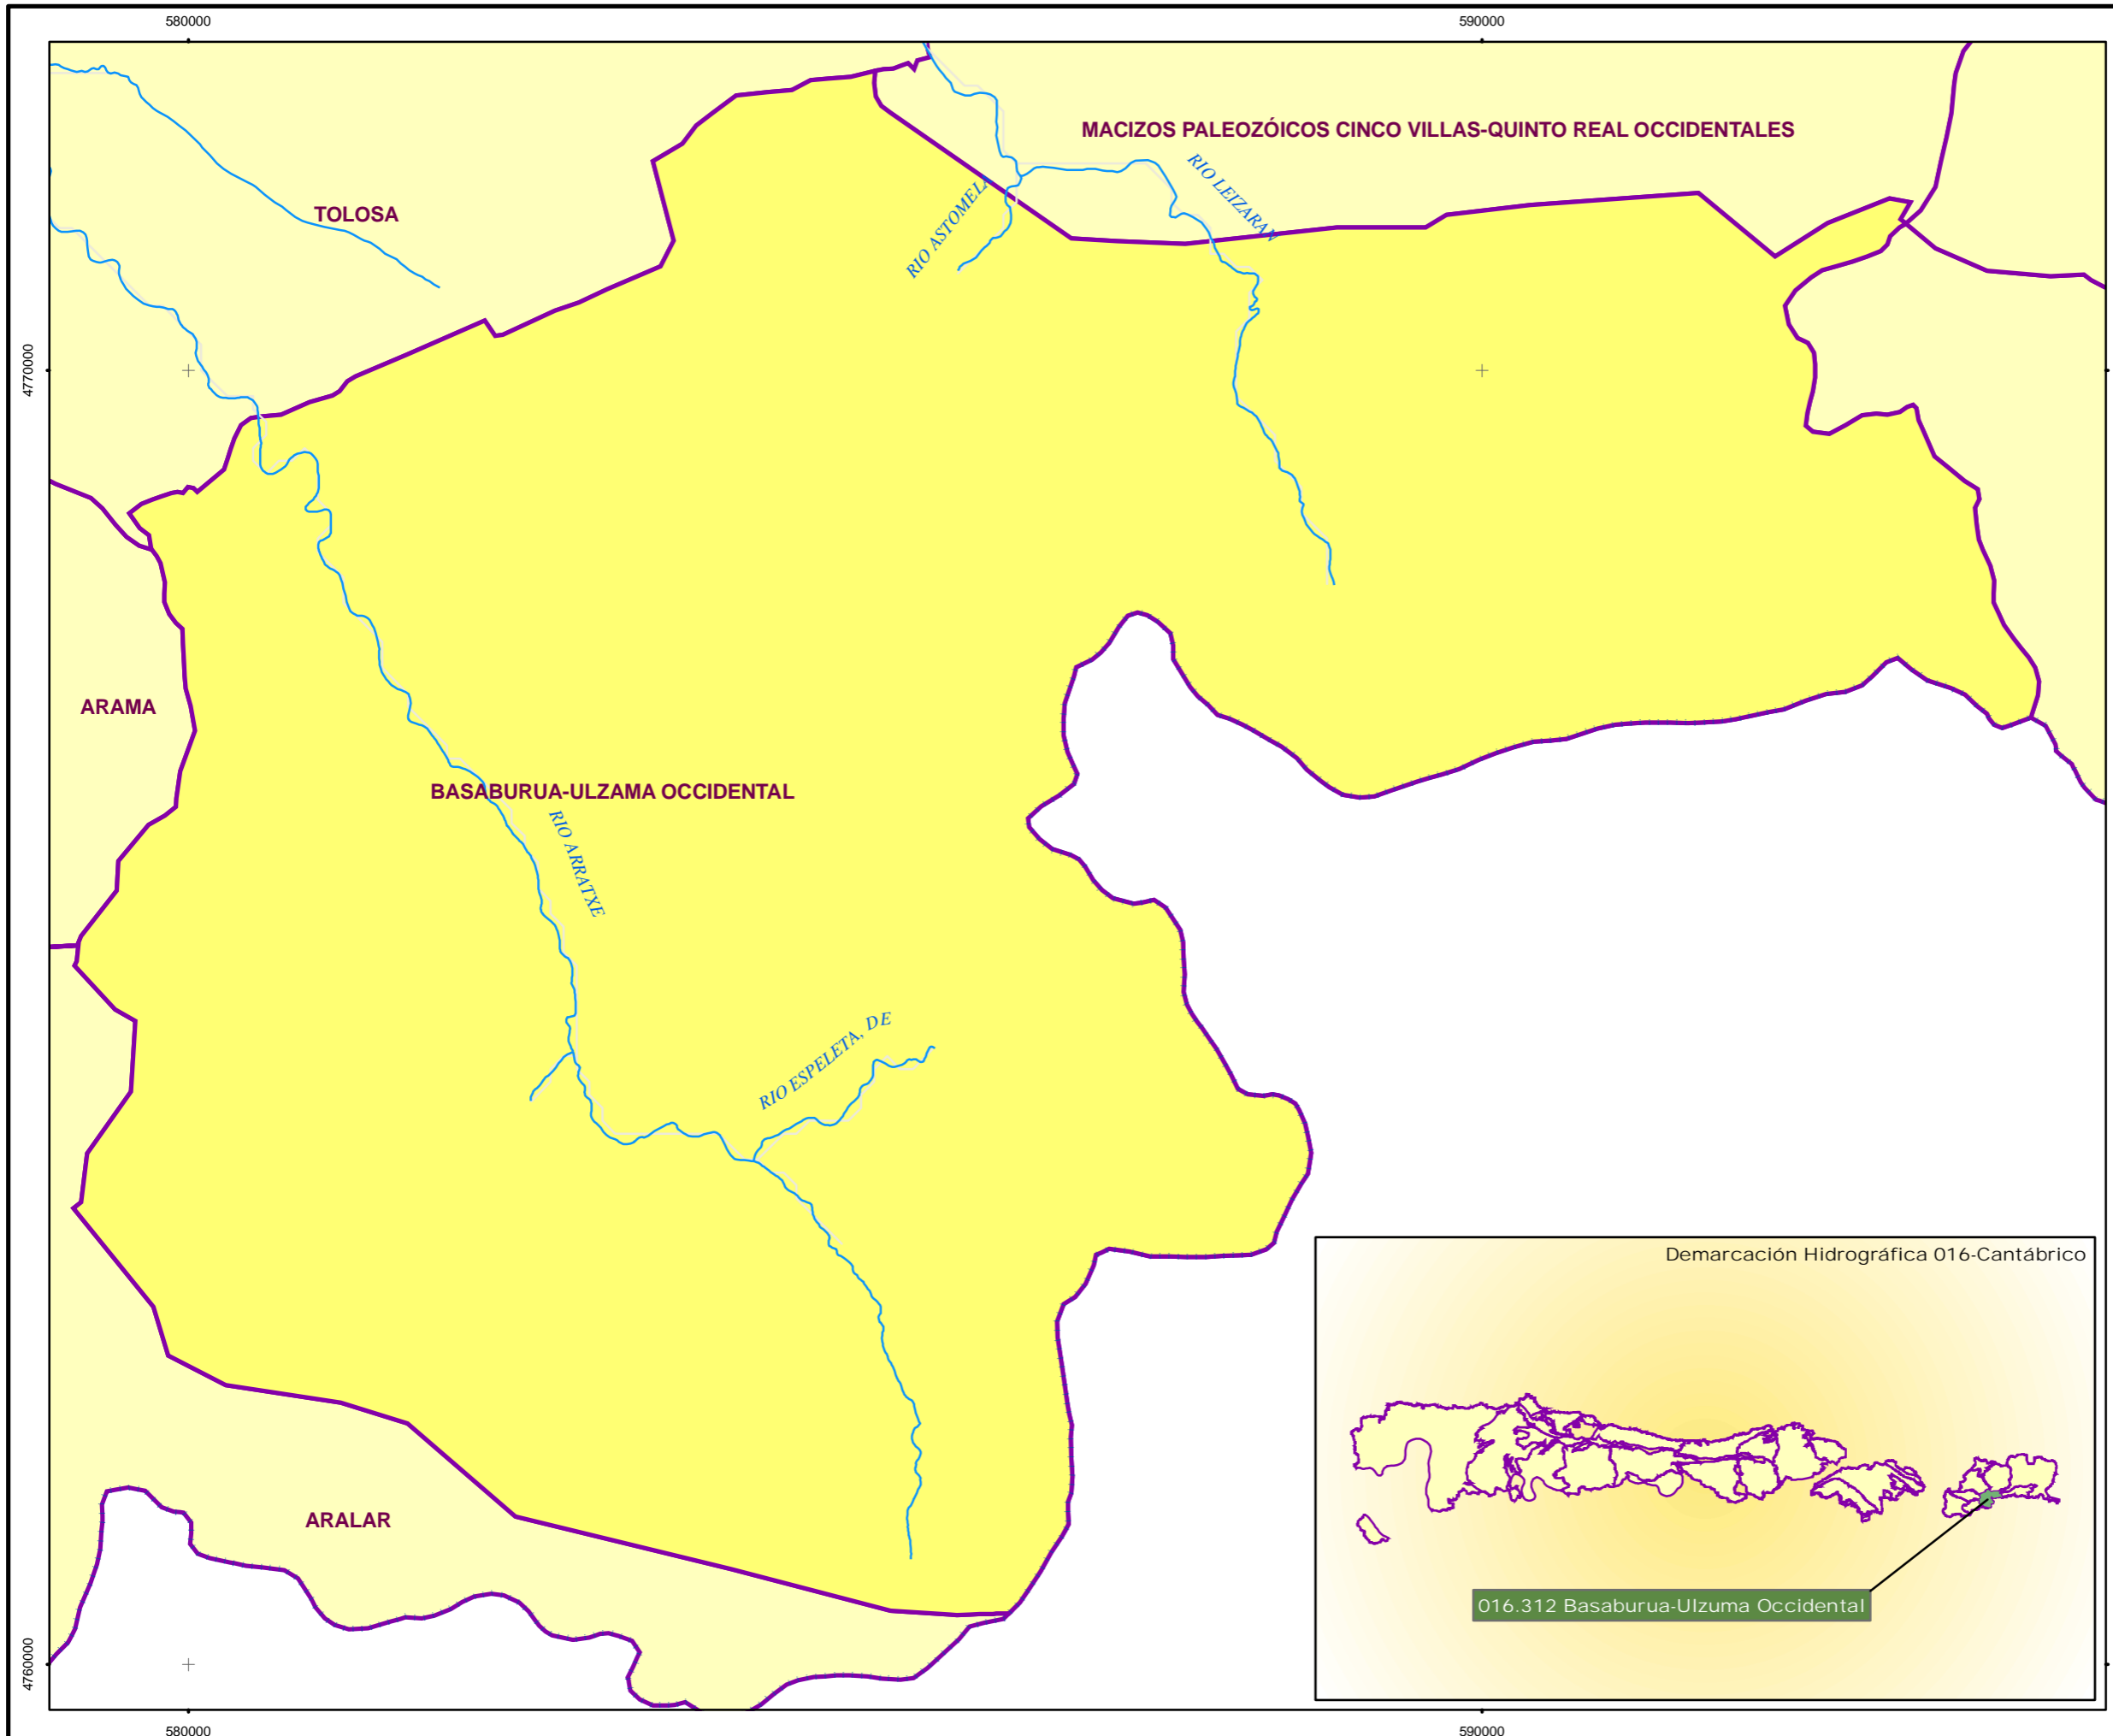 580000
590000
MACIZOS PALEOZÓICOS CINCO VILLAS-QUINTO REAL OCCIDENTALES
RIO LEIZARAN
RIO ASTOMELA
TOLOSA
4770000
ARAMA
BASABURUA-ULZAMA OCCIDENTAL
RIO ARRATXE
RIO ESPELETA, DE
Demarcación Hidrográfica 016-Cantábrico
ARALAR
016.312 Basaburua-Ulzuma Occidental
4760000
580000
590000